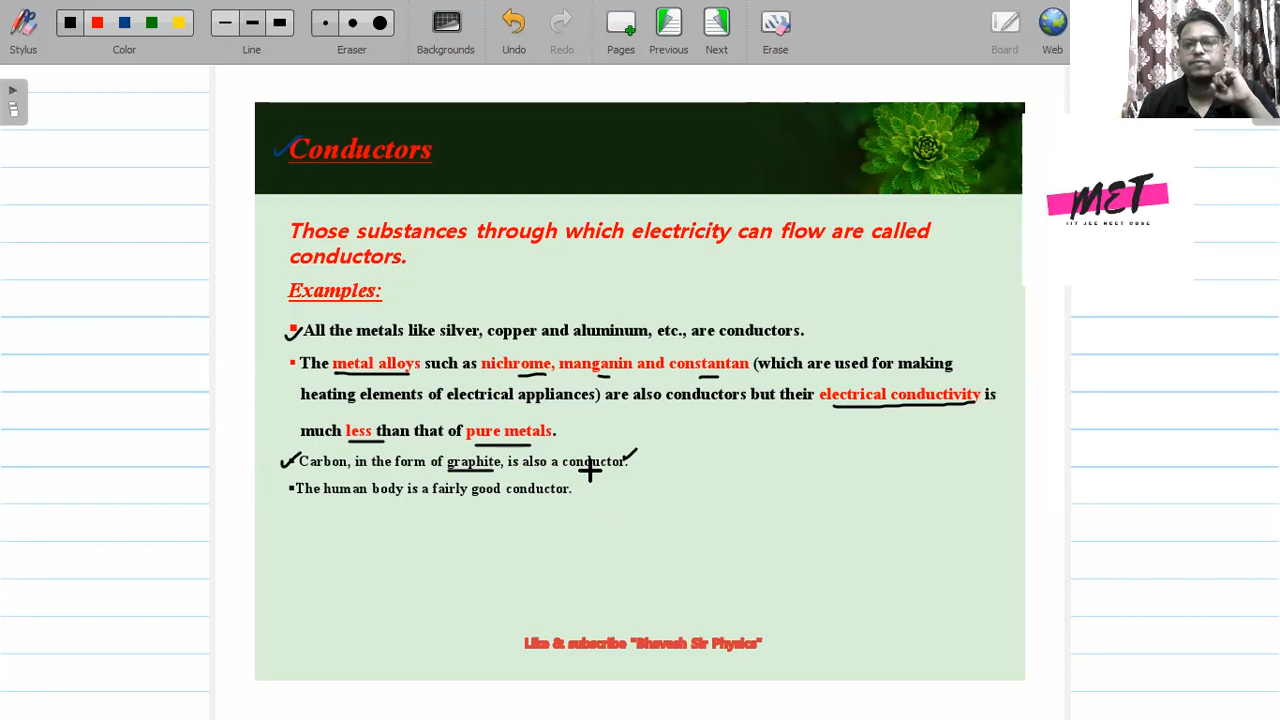 Stylus
Color
Line
Eraser
Backgrounds
Undo
Redo
Pages
Previous
Next
Erase
Board
Web
Conductors
MET
IIT JEE NEET CBSE
Those substances through which electricity can flow are called
conductors.
Examples:
▪All the metals like silver, copper and aluminum, etc., are conductors.
▪ The metal alloys such as nichrome, manganin and constantan (which are used for making
heating elements of electrical appliances) are also conductors but their electrical conductivity is
much less than that of pure metals.
▪ Carbon, in the form of graphite, is also a conductor.
▪The human body is a fairly good conductor.
Like & subscribe "Bhavesh Sir Physics"